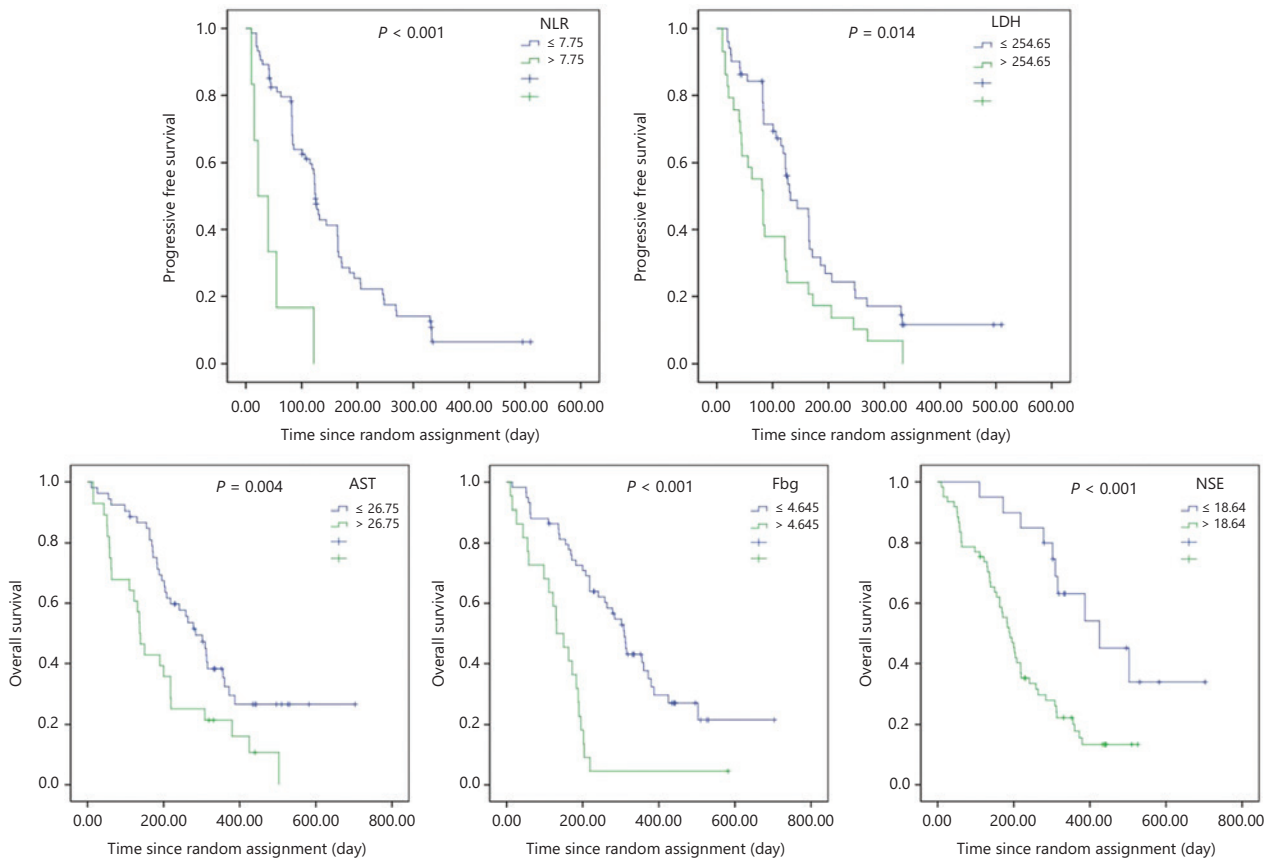 NLR
P < 0.001
≤ 7.75
> 7.75
Progressive free survival
1.0
0.8
0.6
0.4
0.2
0.0
0.00 100.00 200.00 300.00 400.00 500.00 600.00
Time since random assignment (day)
LDH
P = 0.014
≤ 254.65
> 254.65
Progressive free survival
1.0
0.8
0.6
0.4
0.2
0.0
0.00 100.00 200.00 300.00 400.00 500.00 600.00
Time since random assignment (day)
AST
P = 0.004
≤ 26.75
> 26.75
Overall survival
1.0
0.8
0.6
0.4
0.2
0.0
0.00 200.00 400.00 600.00 800.00
Time since random assignment (day)
Fbg
P < 0.001
≤ 4.645
> 4.645
Overall survival
1.0
0.8
0.6
0.4
0.2
0.0
0.00 200.00 400.00 600.00 800.00
Time since random assignment (day)
NSE
P < 0.001
≤ 18.64
> 18.64
Overall survival
1.0
0.8
0.6
0.4
0.2
0.0
0.00 200.00 400.00 600.00 800.00
Time since random assignment (day)